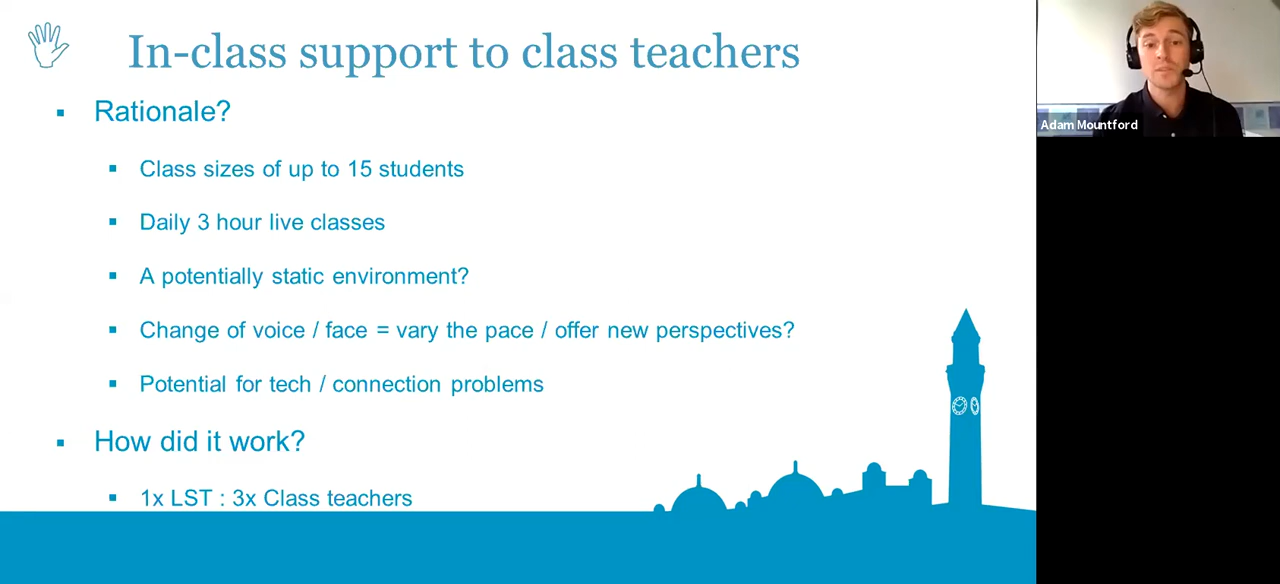 In-class support to class teachers
Rationale?
Class sizes of up to 15 students
Daily 3 hour live classes
A potentially static environment?
Change of voice / face = vary the pace / offer new perspectives?
Potential for tech / connection problems
How did it work?
1x LST : 3x Class teachers
Adam Mountford